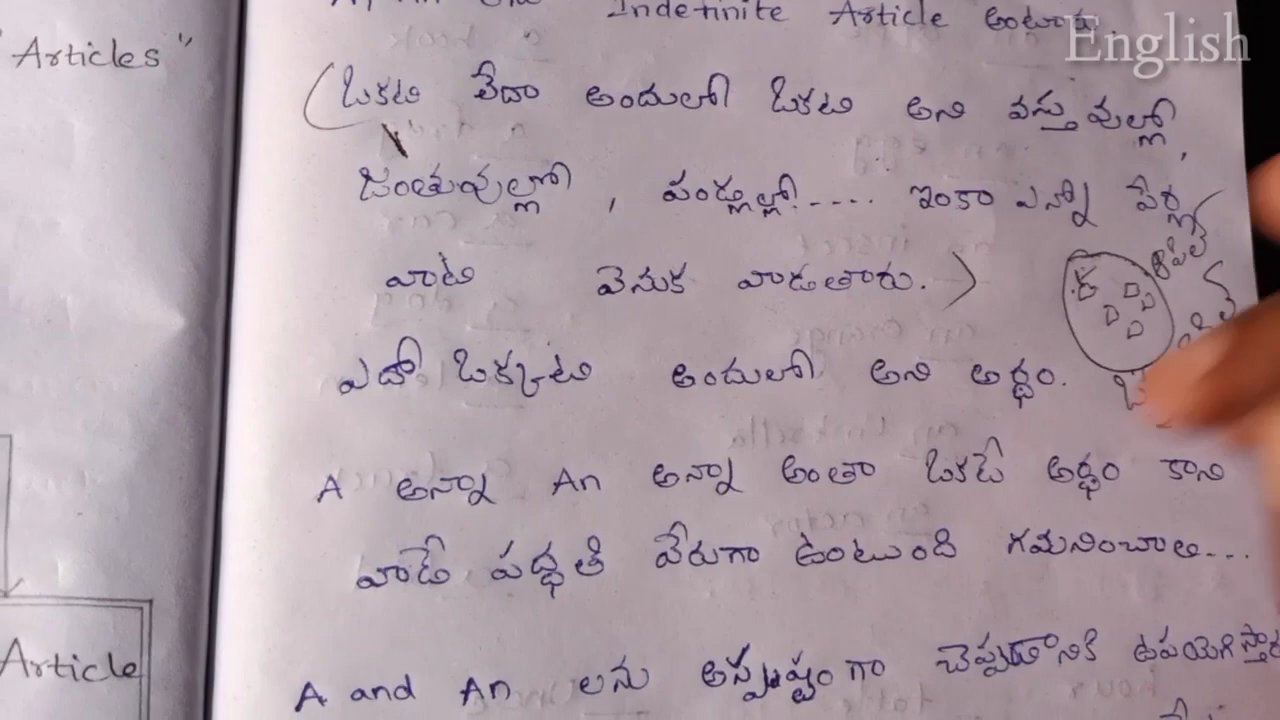 "Articles"
Article
English
Indefinite Article అంటారు.
(ఒకటి లేదా అందులో ఒకటి అని వస్తువుల్లో,
జంతువుల్లో, పండ్లల్లో..... ఇంకా ఎన్నో పేర్ల
వాటి వెనుక వాడతారు.)
ఏదో ఒక్కటి అందులో అని అర్థం.
A అన్నా An అన్నా అంతా ఒకటే అర్థం కాని
వాడే పద్ధతి వేరుగా ఉంటుంది గమనించాలి...
A and An లను అస్పష్టంగా చెప్పడానికి